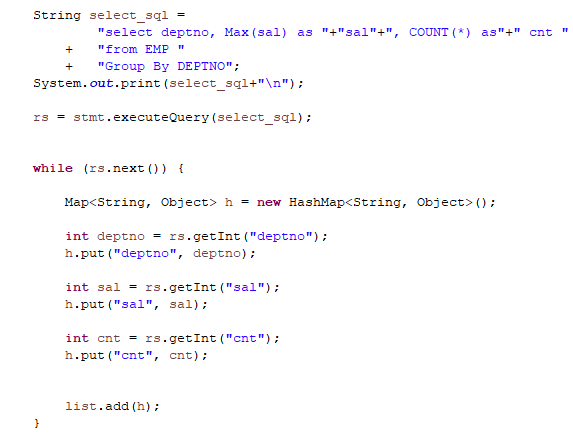 String select_sql =
"select deptno, Max(sal) as "+"sal"+", COUNT(*) as"+" cnt "
+ "from EMP "
+ "Group By DEPTNO";
System.out.print(select_sql+"\n");
rs = stmt.executeQuery(select_sql);
while (rs.next()) {
Map<String, Object> h = new HashMap<String, Object>();
int deptno = rs.getInt("deptno");
h.put("deptno", deptno);
int sal = rs.getInt("sal");
h.put("sal", sal);
int cnt = rs.getInt("cnt");
h.put("cnt", cnt);
list.add(h);
}